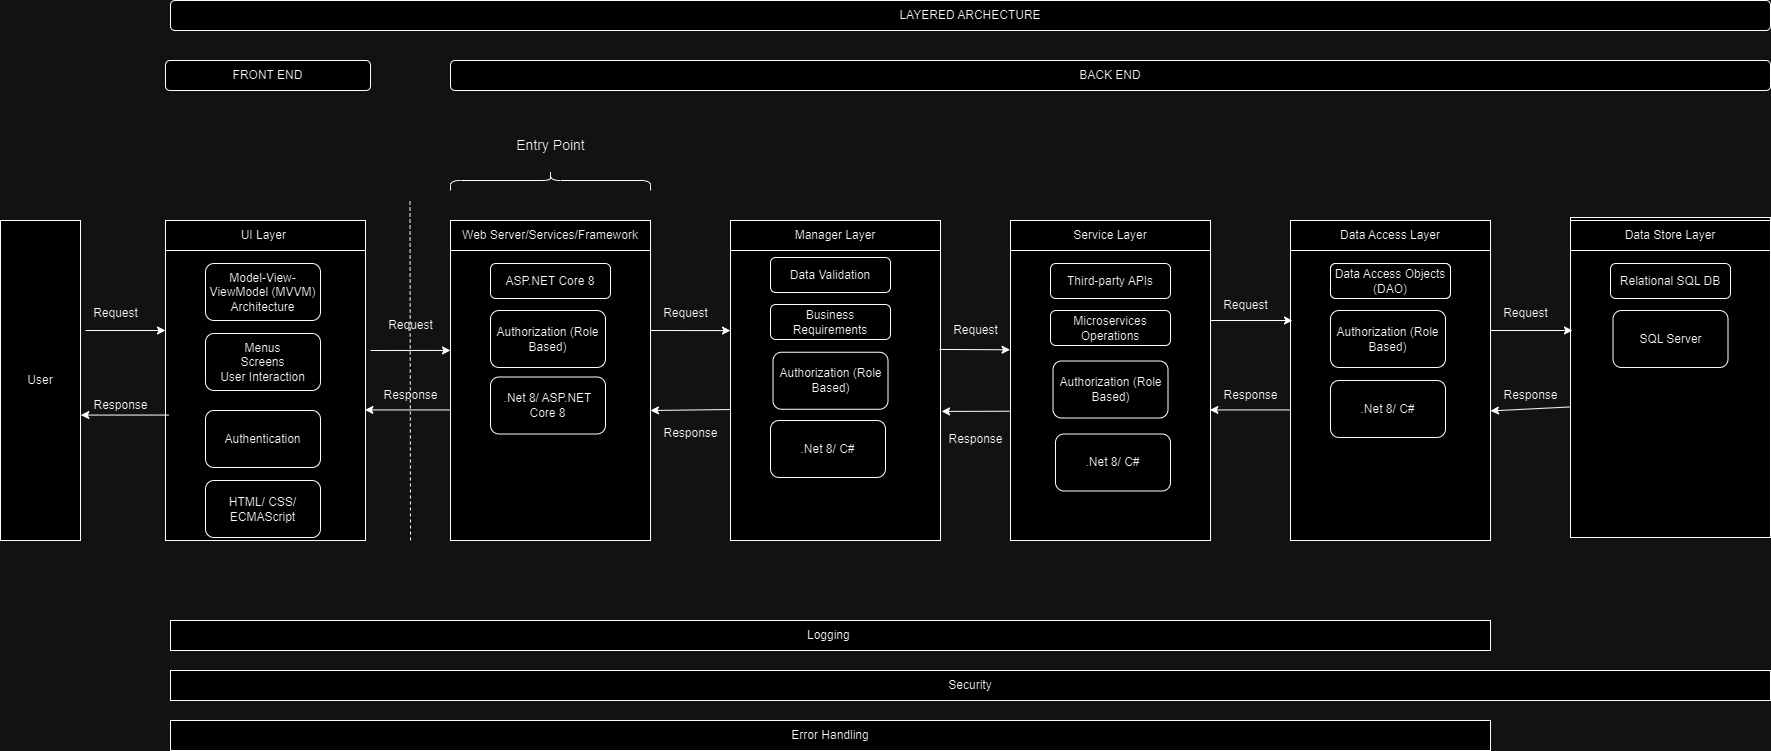 LAYERED ARCHECTURE
FRONT END
BACK END
Entry Point
User
Request
Response
UI Layer
Model-View-
ViewModel (MVVM)
Architecture
Menus
Screens
User Interaction
Authentication
HTML/ CSS/
ECMAScript
Request
Response
Web Server/Services/Framework
ASP.NET Core 8
Authorization (Role
Based)
.Net 8/ ASP.NET
Core 8
Request
Response
Manager Layer
Data Validation
Business
Requirements
Authorization (Role
Based)
.Net 8/ C#
Request
Response
Service Layer
Third-party APIs
Microservices
Operations
Authorization (Role
Based)
.Net 8/ C#
Request
Response
Data Access Layer
Data Access Objects
(DAO)
Authorization (Role
Based)
.Net 8/ C#
Request
Response
Data Store Layer
Relational SQL DB
SQL Server
Logging
Security
Error Handling